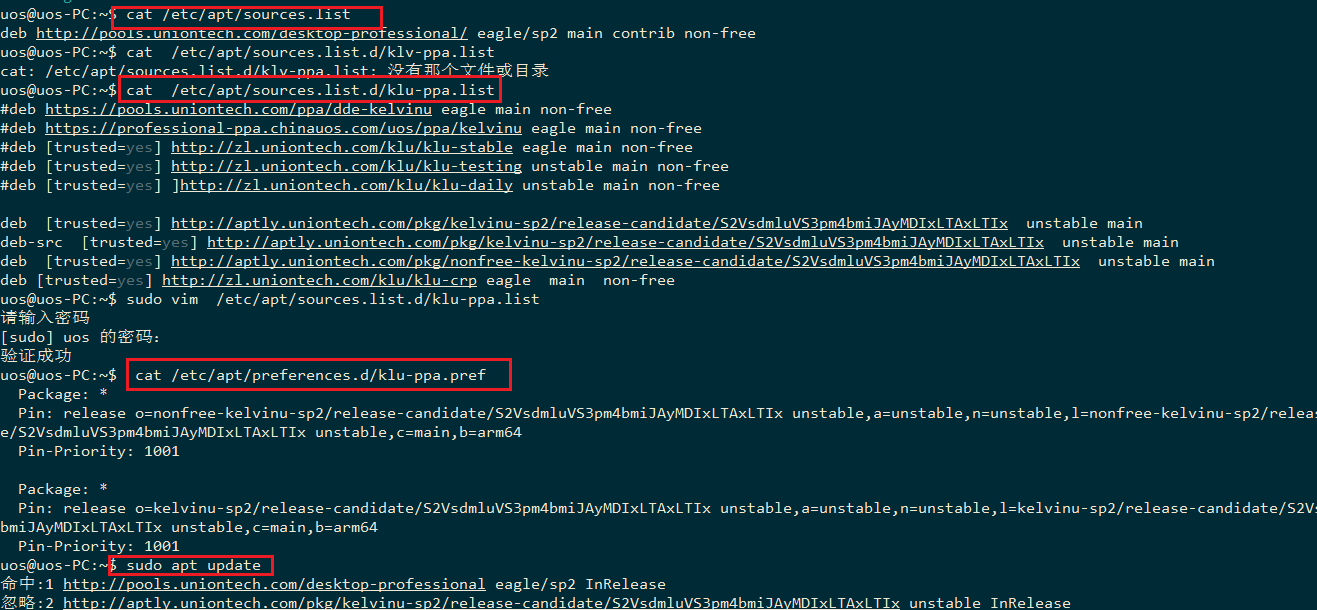 uos@uos-PC:~$ cat /etc/apt/sources.list
deb http://pools.uniontech.com/desktop-professional/ eagle/sp2 main contrib non-free
uos@uos-PC:~$ cat  /etc/apt/sources.list.d/klv-ppa.list
cat: /etc/apt/sources.list.d/klv-ppa.list: 没有那个文件或目录
uos@uos-PC:~$ cat  /etc/apt/sources.list.d/klu-ppa.list
#deb https://pools.uniontech.com/ppa/dde-kelvinu eagle main non-free
#deb https://professional-ppa.chinauos.com/uos/ppa/kelvinu eagle main non-free
#deb [trusted=yes] http://zl.uniontech.com/klu/klu-stable eagle main non-free
#deb [trusted=yes] http://zl.uniontech.com/klu/klu-testing unstable main non-free
#deb [trusted=yes] ]http://zl.uniontech.com/klu/klu-daily unstable main non-free
deb  [trusted=yes] http://aptly.uniontech.com/pkg/kelvinu-sp2/release-candidate/S2VsdmluVS3pm4bmiJAyMDIxLTAxLTIx  unstable main
deb-src  [trusted=yes] http://aptly.uniontech.com/pkg/kelvinu-sp2/release-candidate/S2VsdmluVS3pm4bmiJAyMDIxLTAxLTIx  unstable main
deb  [trusted=yes] http://aptly.uniontech.com/pkg/nonfree-kelvinu-sp2/release-candidate/S2VsdmluVS3pm4bmiJAyMDIxLTAxLTIx  unstable main
deb [trusted=yes] http://zl.uniontech.com/klu/klu-crp eagle  main  non-free
uos@uos-PC:~$ sudo vim  /etc/apt/sources.list.d/klu-ppa.list
请输入密码
[sudo] uos 的密码：
验证成功
uos@uos-PC:~$  cat /etc/apt/preferences.d/klu-ppa.pref
Package: *
Pin: release o=nonfree-kelvinu-sp2/release-candidate/S2VsdmluVS3pm4bmiJAyMDIxLTAxLTIx unstable,a=unstable,n=unstable,l=nonfree-kelvinu-sp2/releas
e/S2VsdmluVS3pm4bmiJAyMDIxLTAxLTIx unstable,c=main,b=arm64
Pin-Priority: 1001
Package: *
Pin: release o=kelvinu-sp2/release-candidate/S2VsdmluVS3pm4bmiJAyMDIxLTAxLTIx unstable,a=unstable,n=unstable,l=kelvinu-sp2/release-candidate/S2Vs
bmiJAyMDIxLTAxLTIx unstable,c=main,b=arm64
Pin-Priority: 1001
uos@uos-PC:~$ sudo apt update
命中:1 http://pools.uniontech.com/desktop-professional eagle/sp2 InRelease
忽略:2 http://aptly.uniontech.com/pkg/kelvinu-sp2/release-candidate/S2VsdmluVS3pm4bmiJAyMDIxLTAxLTIx unstable InRelease